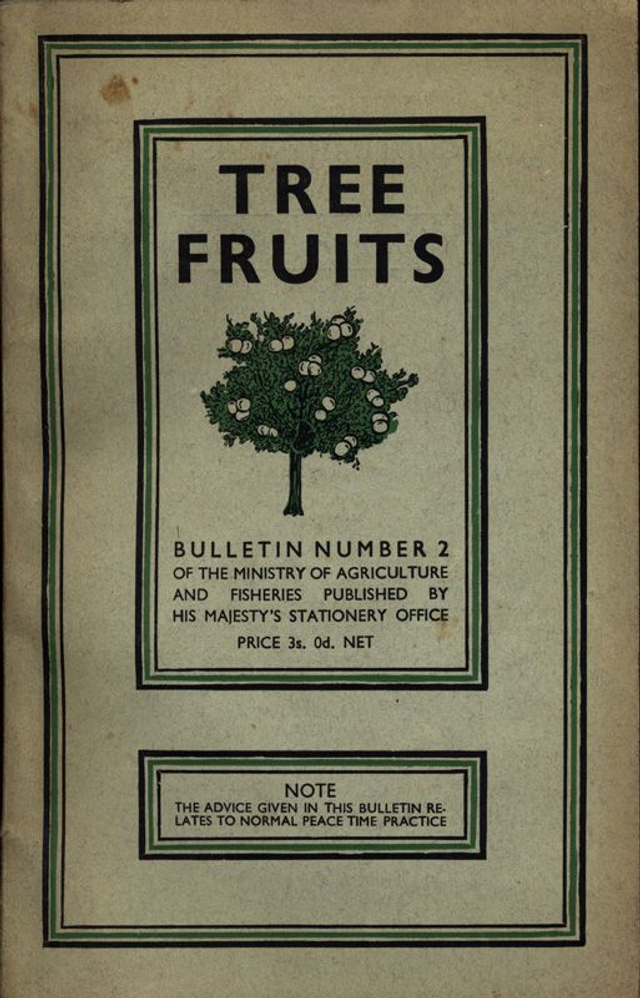 TREE
FRUITS
BULLETIN NUMBER 2
OF THE MINISTRY OF AGRICULTURE
AND FISHERIES PUBLISHED BY
HIS MAJESTY'S STATIONERY OFFICE
PRICE 3s. 0d. NET
NOTE
THE ADVICE GIVEN IN THIS BULLETIN RE-
LATES TO NORMAL PEACE TIME PRACTICE